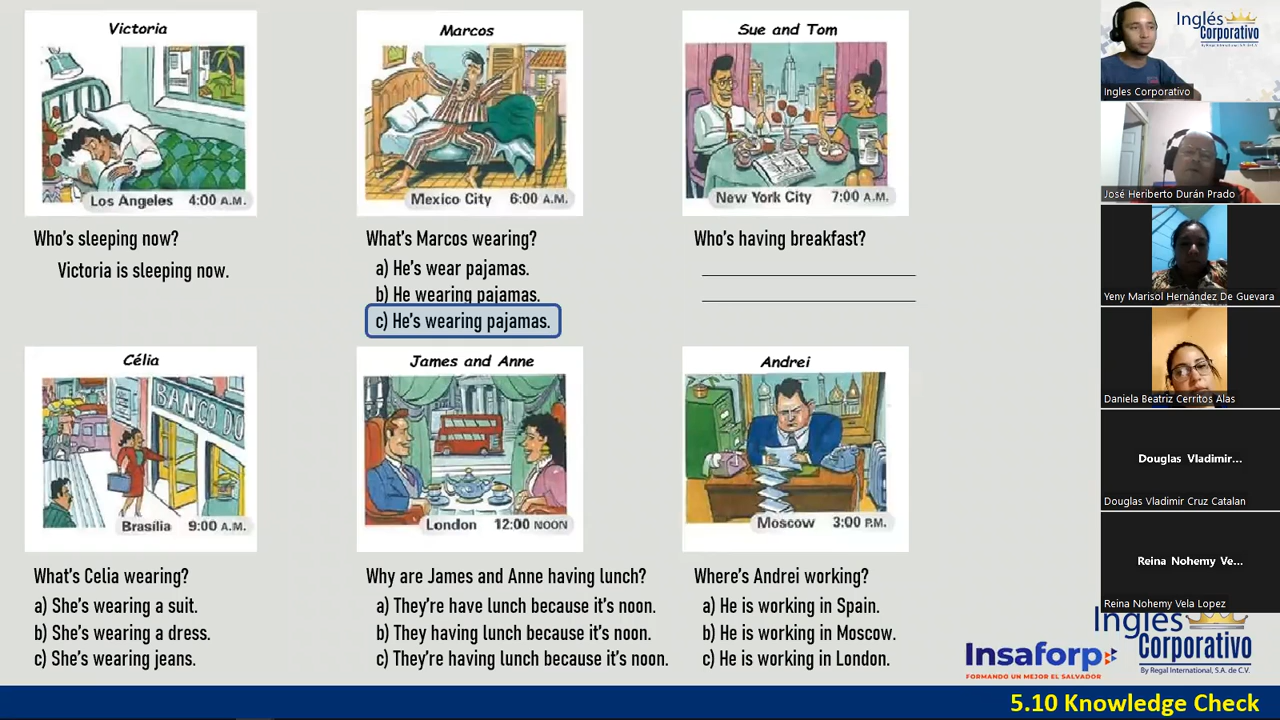 Victoria
Los Angeles 4:00 A.M.
Who's sleeping now?
Victoria is sleeping now.
Marcos
Mexico City 6:00 A.M.
What's Marcos wearing?
a) He's wear pajamas.
b) He wearing pajamas.
c) He's wearing pajamas.
Sue and Tom
New York City 7:00 A.M.
Who's having breakfast?
Célia
BANCO DO
Brasília 9:00 A.M.
What's Celia wearing?
a) She's wearing a suit.
b) She's wearing a dress.
c) She's wearing jeans.
James and Anne
London 12:00 NOON
Why are James and Anne having lunch?
a) They're have lunch because it's noon.
b) They having lunch because it's noon.
c) They're having lunch because it's noon.
Andrei
Moscow 3:00 P.M.
Where's Andrei working?
a) He is working in Spain.
b) He is working in Moscow.
c) He is working in London.
Inglés
Corporativo
By Regal International, S.A. de C.V.
Ingles Corporativo
José Heriberto Durán Prado
Yeny Marisol Hernández De Guevara
Daniela Beatriz Cerritos Alas
Douglas Vladimir...
Douglas Vladimir Cruz Catalan
Reina Nohemy Ve...
Reina Nohemy Vela Lopez
Insaforp
FORMANDO UN MEJOR EL SALVADOR
Inglés
Corporativo
By Regal International, S.A. de C.V.
5.10 Knowledge Check